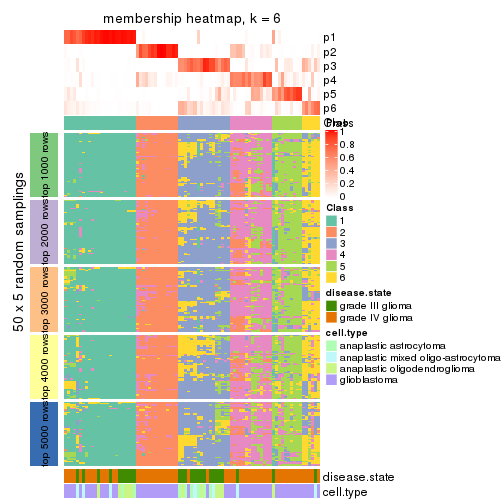 membership heatmap, k = 6
p1
p2
p3
p4
p5
p6
Class
Prob
1
0.8
0.6
0.4
0.2
0
Class
1
2
3
4
5
6
disease.state
grade III glioma
grade IV glioma
cell.type
anaplastic astrocytoma
anaplastic mixed oligo-astrocytoma
anaplastic oligodendroglioma
glioblastoma
50 x 5 random samplings
top 1000 rows
top 2000 rows
top 3000 rows
top 4000 rows
top 5000 rows
disease.state
cell.type